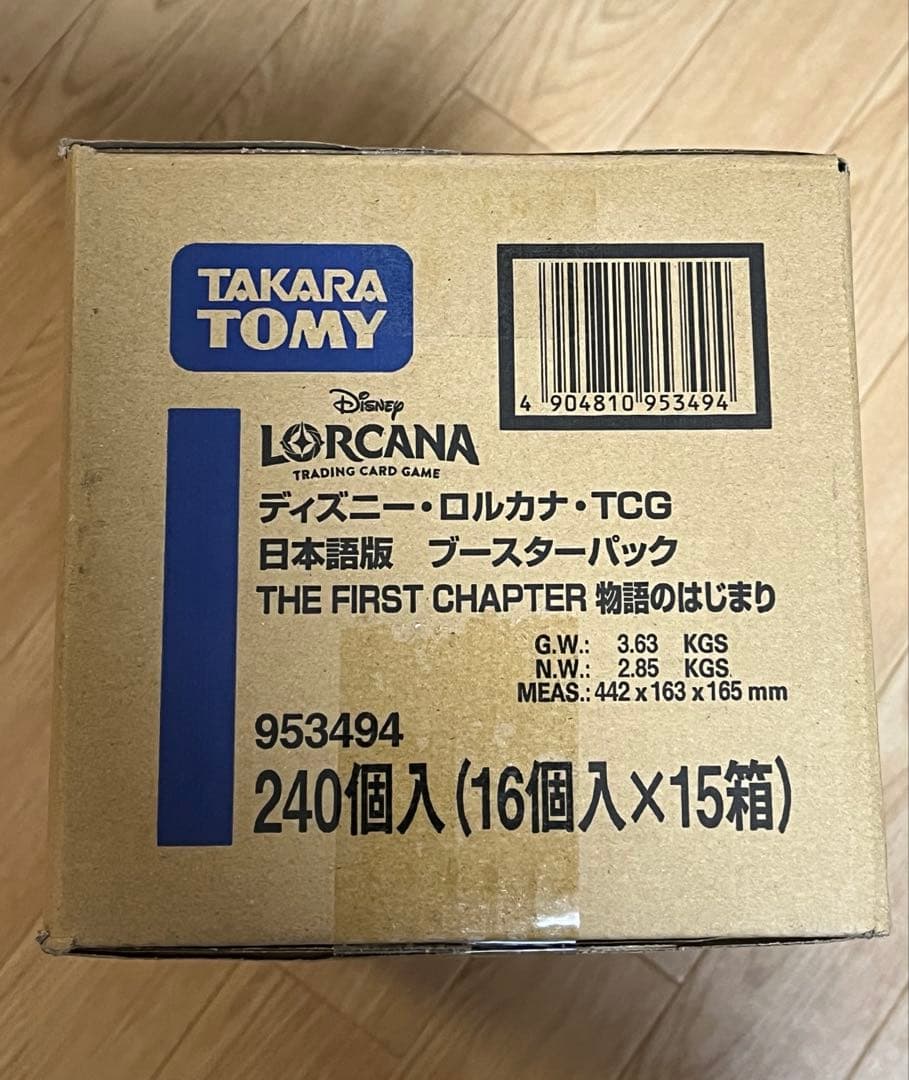 TAKARA
TOMY
4 904810 953494
Disney
LORCANA
TRADING CARD GAME
ディズニー・ロルカナ・TCG
日本語版 ブースターパック
THE FIRST CHAPTER 物語のはじまり
G.W.: 3.63 KGS
N.W.: 2.85 KGS
MEAS.: 442 x 163 x 165 mm
953494
240個入(16個入×15箱)